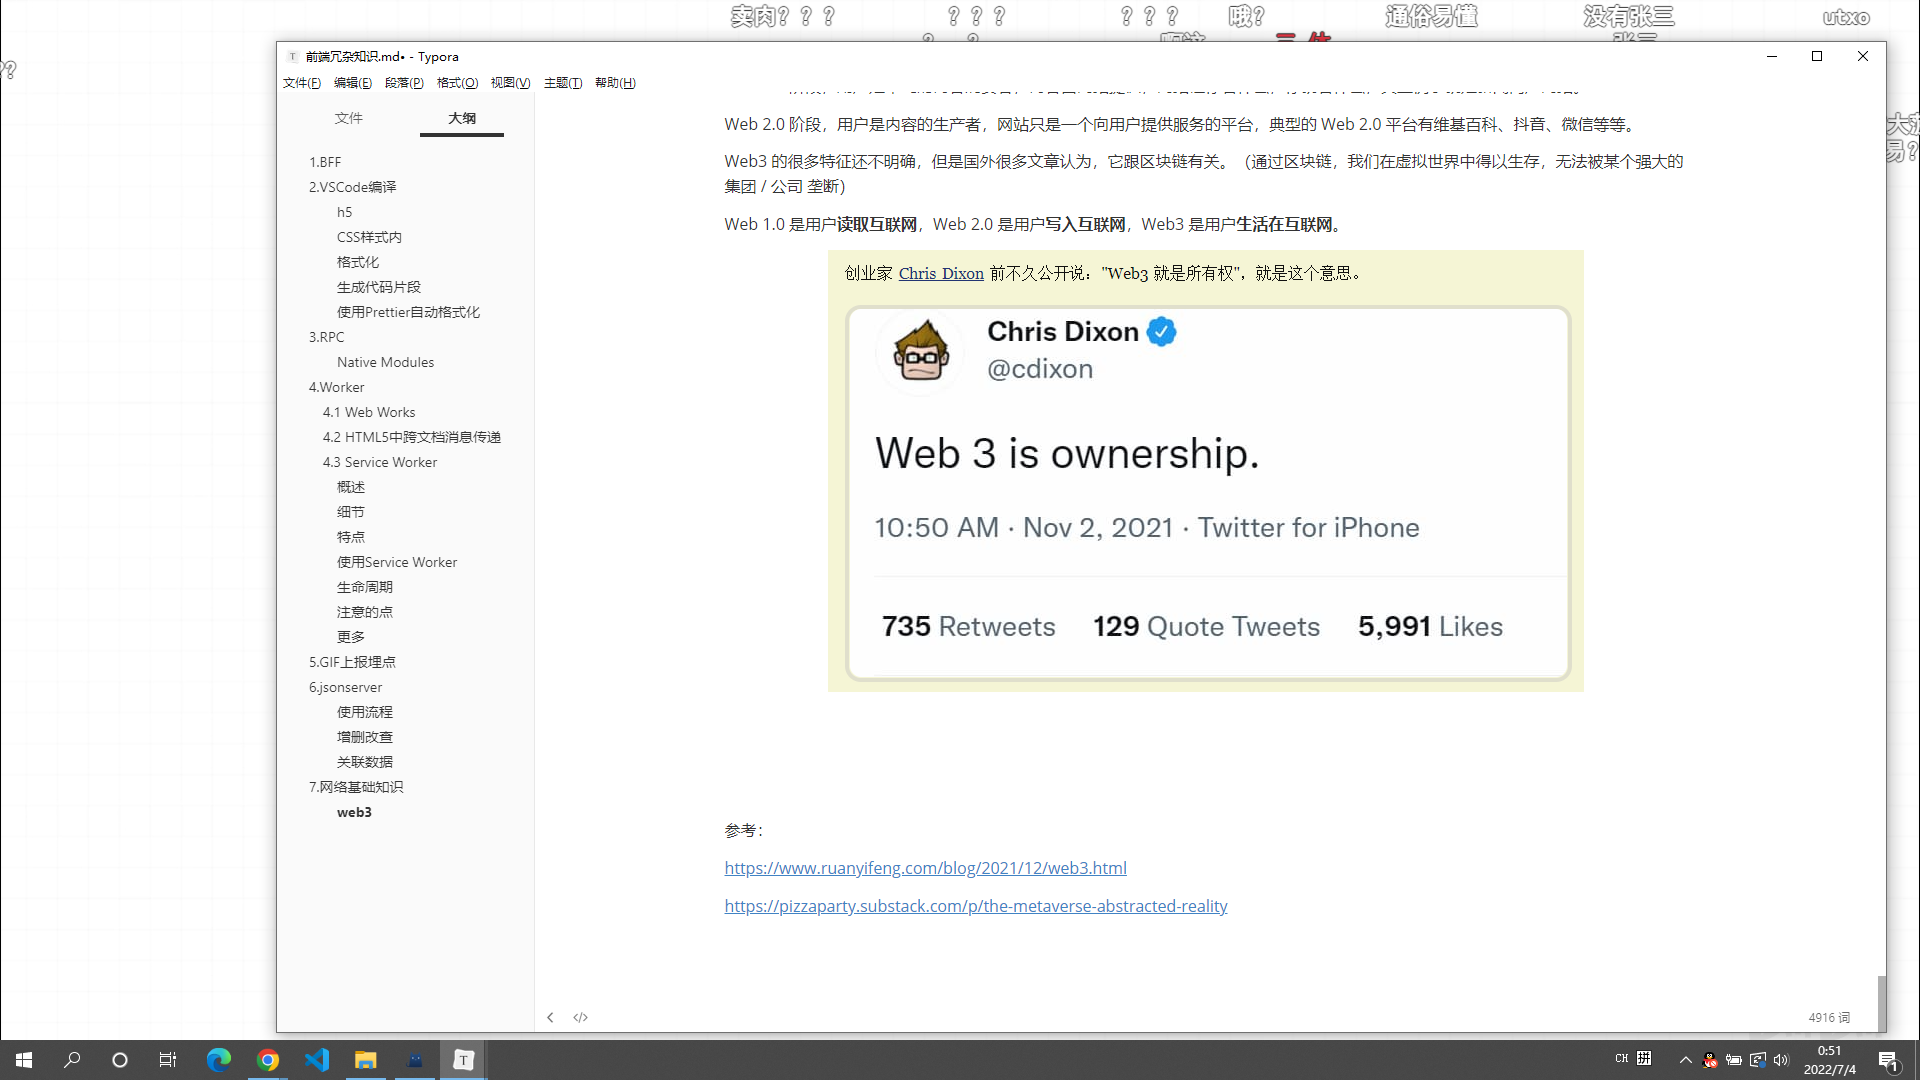 卖肉？？？
？？？
？？？
哦？
通俗易懂
没有张三
utxo
??
前端冗杂知识.md• - Typora
文件(F) 编辑(E) 段落(P) 格式(O) 视图(V) 主题(T) 帮助(H)
文件 大纲
1.BFF
2.VSCode编译
h5
CSS样式内
格式化
生成代码片段
使用Prettier自动格式化
3.RPC
Native Modules
4.Worker
4.1 Web Works
4.2 HTML5中跨文档消息传递
4.3 Service Worker
概述
细节
特点
使用Service Worker
生命周期
注意的点
更多
5.GIF上报埋点
6.jsonserver
使用流程
增删改查
关联数据
7.网络基础知识
web3
Web 2.0 阶段，用户是内容的生产者，网站只是一个向用户提供服务的平台，典型的 Web 2.0 平台有维基百科、抖音、微信等等。
Web3 的很多特征还不明确，但是国外很多文章认为，它跟区块链有关。（通过区块链，我们在虚拟世界中得以生存，无法被某个强大的
集团 / 公司 垄断）
Web 1.0 是用户读取互联网，Web 2.0 是用户写入互联网，Web3 是用户生活在互联网。
创业家 Chris Dixon 前不久公开说："Web3 就是所有权"，就是这个意思。
Chris Dixon
@cdixon
Web 3 is ownership.
10:50 AM · Nov 2, 2021 · Twitter for iPhone
735 Retweets 129 Quote Tweets 5,991 Likes
参考：
https://www.ruanyifeng.com/blog/2021/12/web3.html
https://pizzaparty.substack.com/p/the-metaverse-abstracted-reality
4916 词
CH 拼
0:51
2022/7/4
1